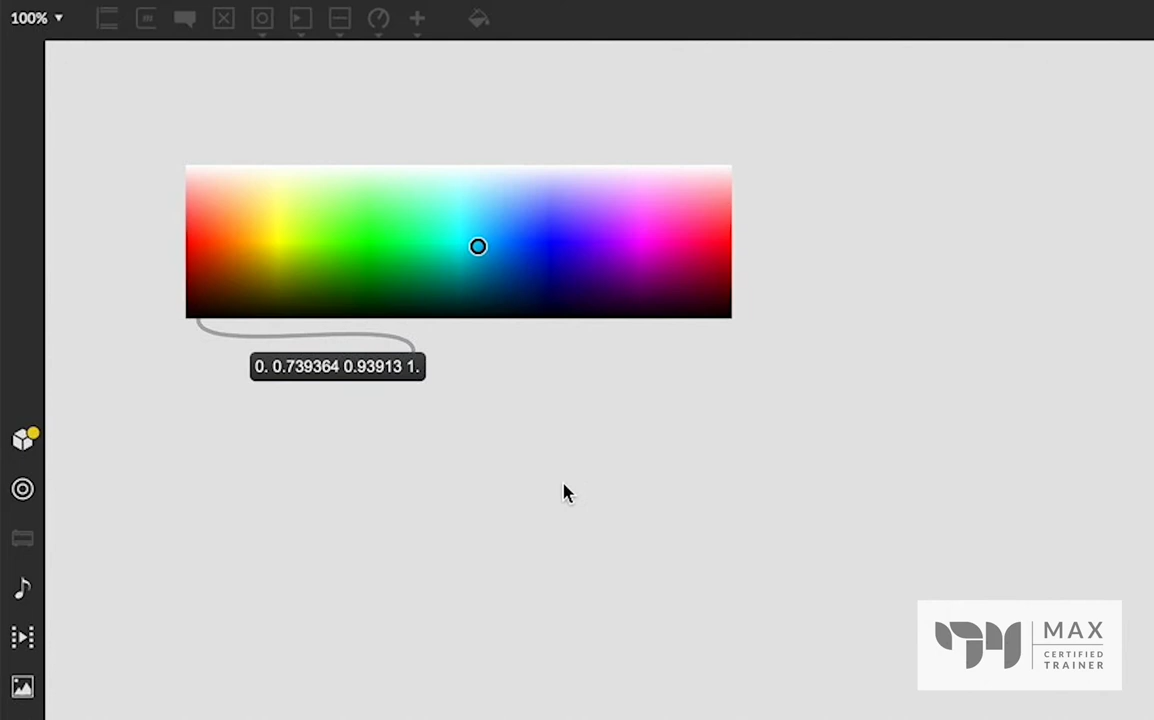 100%
0. 0.739364 0.93913 1.
MAX
CERTIFIED
TRAINER